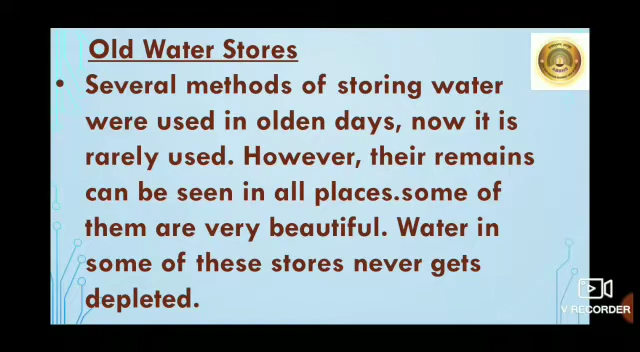 Old Water Stores
• Several methods of storing water
were used in olden days, now it is
rarely used. However, their remains
can be seen in all places.some of
them are very beautiful. Water in
some of these stores never gets
depleted.
V RECORDER